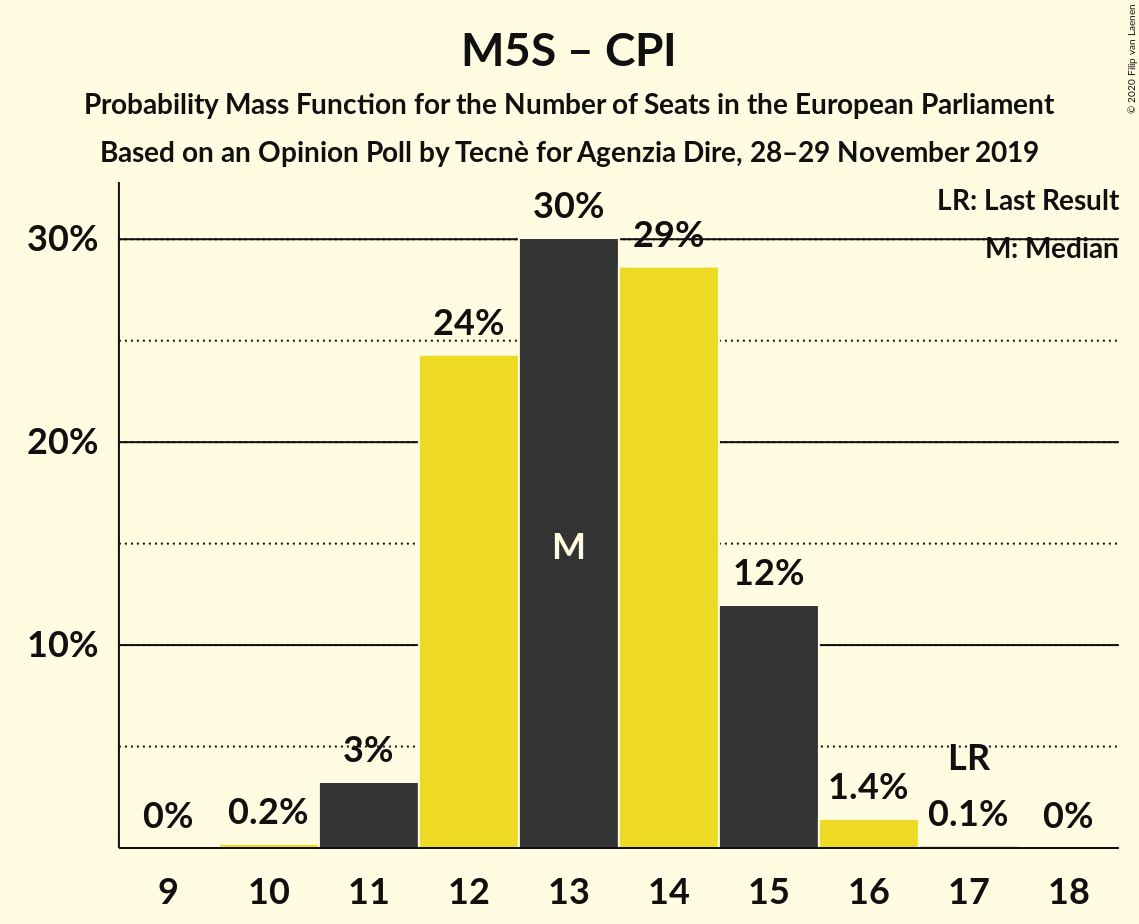 M5S – CPI
Probability Mass Function for the Number of Seats in the European Parliament
Based on an Opinion Poll by Tecnè for Agenzia Dire, 28–29 November 2019
© 2020 Filip van Laenen
LR: Last Result
M: Median
30%
20%
10%
0%
0.2%
3%
24%
30%
M
29%
12%
1.4%
LR
0.1%
0%
9 10 11 12 13 14 15 16 17 18